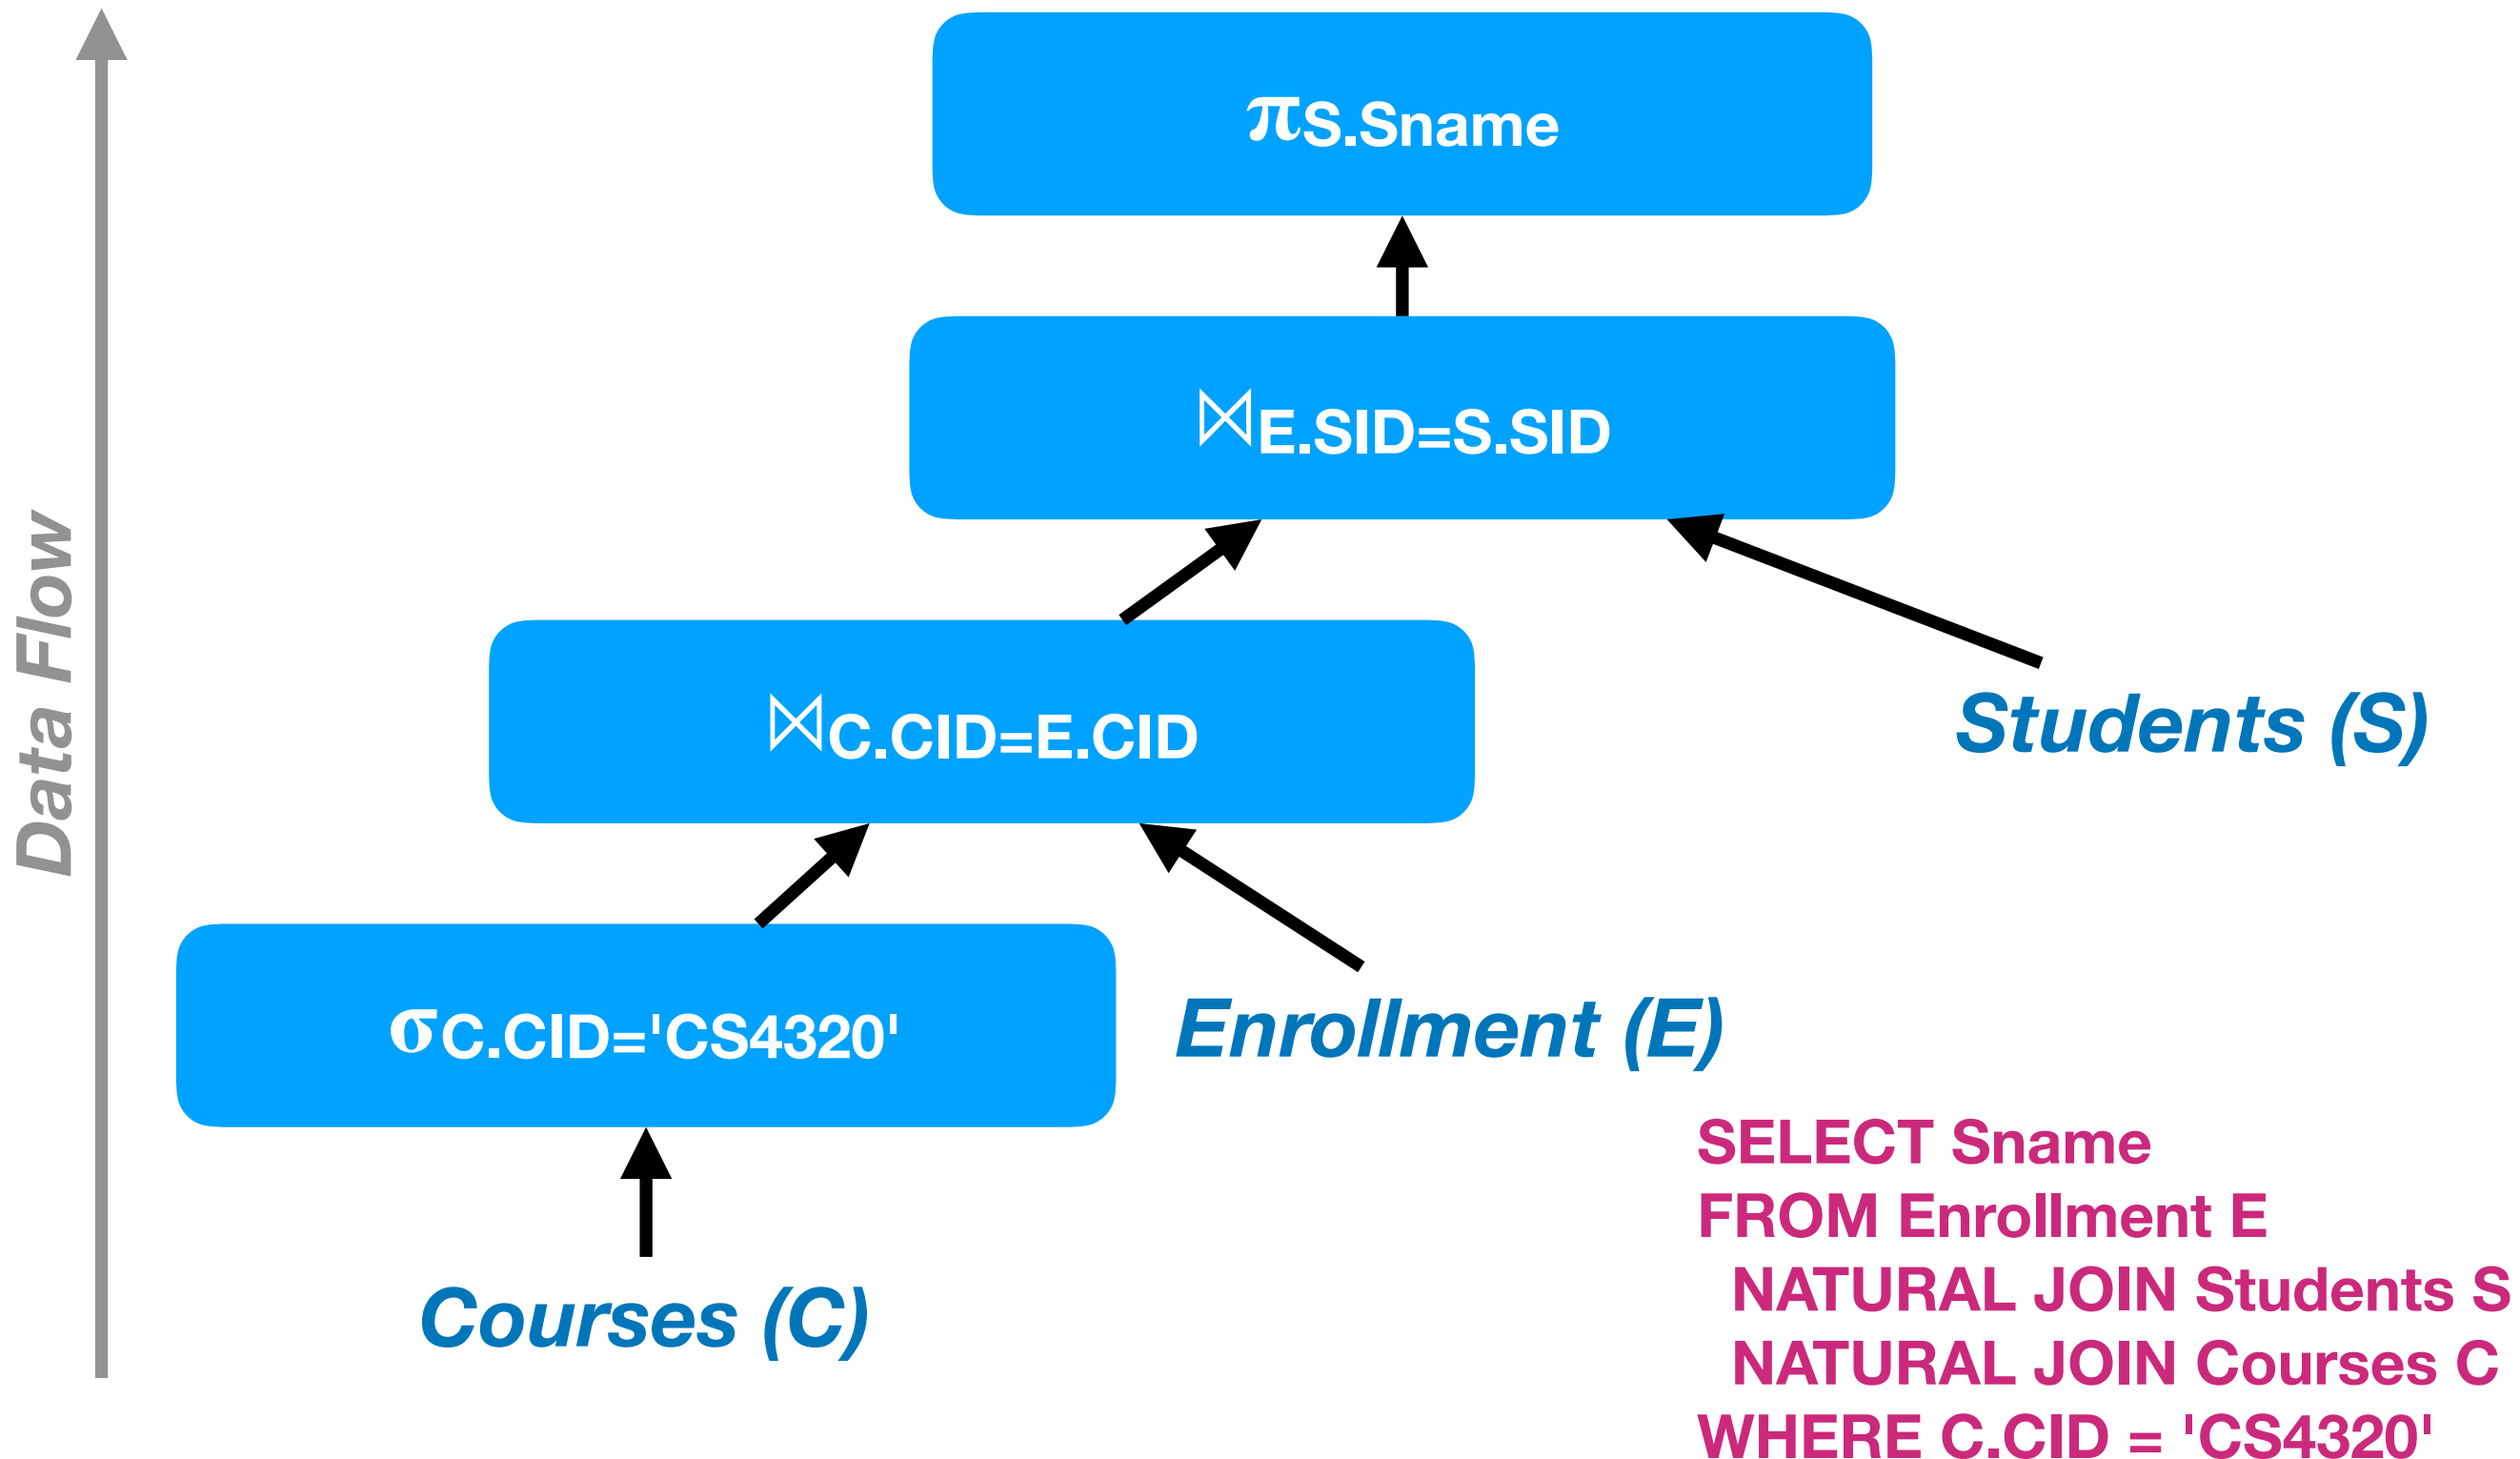 πS.Sname
⋈E.SID=S.SID
⋈C.CID=E.CID
Students (S)
σC.CID='CS4320'
Enrollment (E)
Courses (C)
Data Flow
SELECT Sname
FROM Enrollment E
NATURAL JOIN Students S
NATURAL JOIN Courses C
WHERE C.CID = 'CS4320'